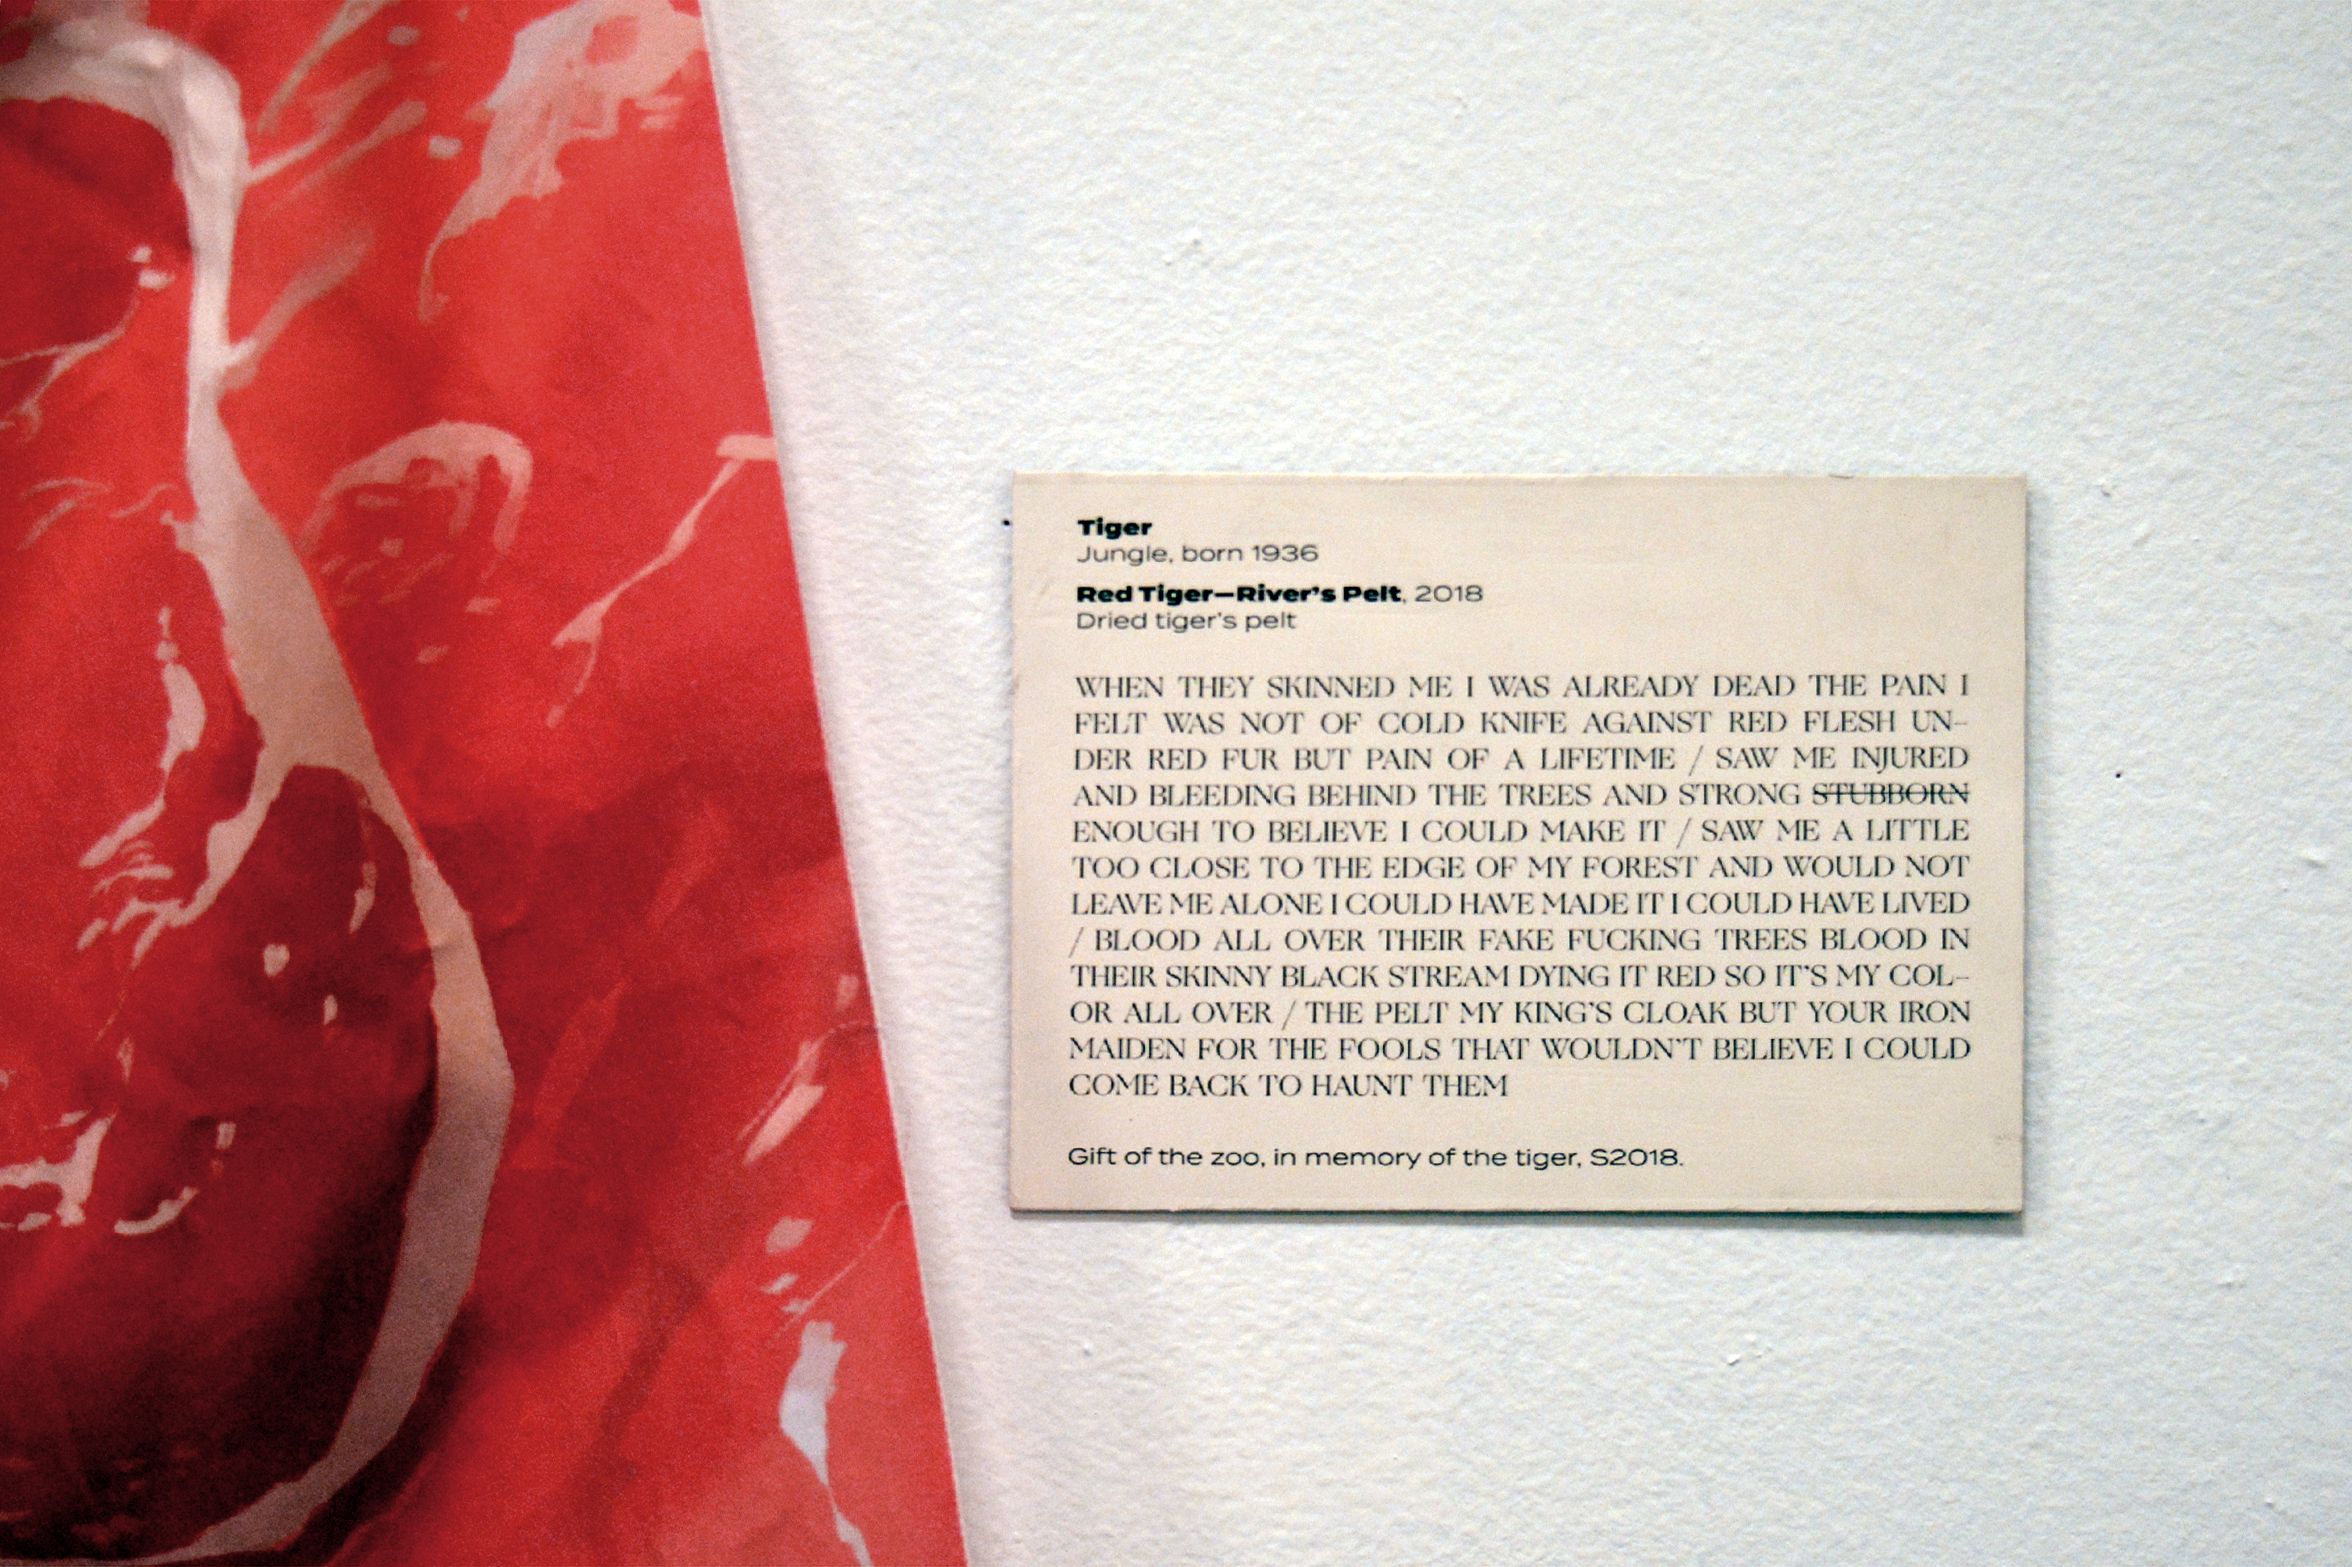 Tiger
Jungle, born 1936
Red Tiger—River's Pelt, 2018
Dried tiger's pelt
WHEN THEY SKINNED ME I WAS ALREADY DEAD THE PAIN I
FELT WAS NOT OF COLD KNIFE AGAINST RED FLESH UN-
DER RED FUR BUT PAIN OF A LIFETIME / SAW ME INJURED
AND BLEEDING BEHIND THE TREES AND STRONG STUBBORN
ENOUGH TO BELIEVE I COULD MAKE IT / SAW ME A LITTLE
TOO CLOSE TO THE EDGE OF MY FOREST AND WOULD NOT
LEAVE ME ALONE I COULD HAVE MADE IT I COULD HAVE LIVED
/ BLOOD ALL OVER THEIR FAKE FUCKING TREES BLOOD IN
THEIR SKINNY BLACK STREAM DYING IT RED SO IT'S MY COL-
OR ALL OVER / THE PELT MY KING'S CLOAK BUT YOUR IRON
MAIDEN FOR THE FOOLS THAT WOULDN'T BELIEVE I COULD
COME BACK TO HAUNT THEM
Gift of the zoo, in memory of the tiger, S2018.